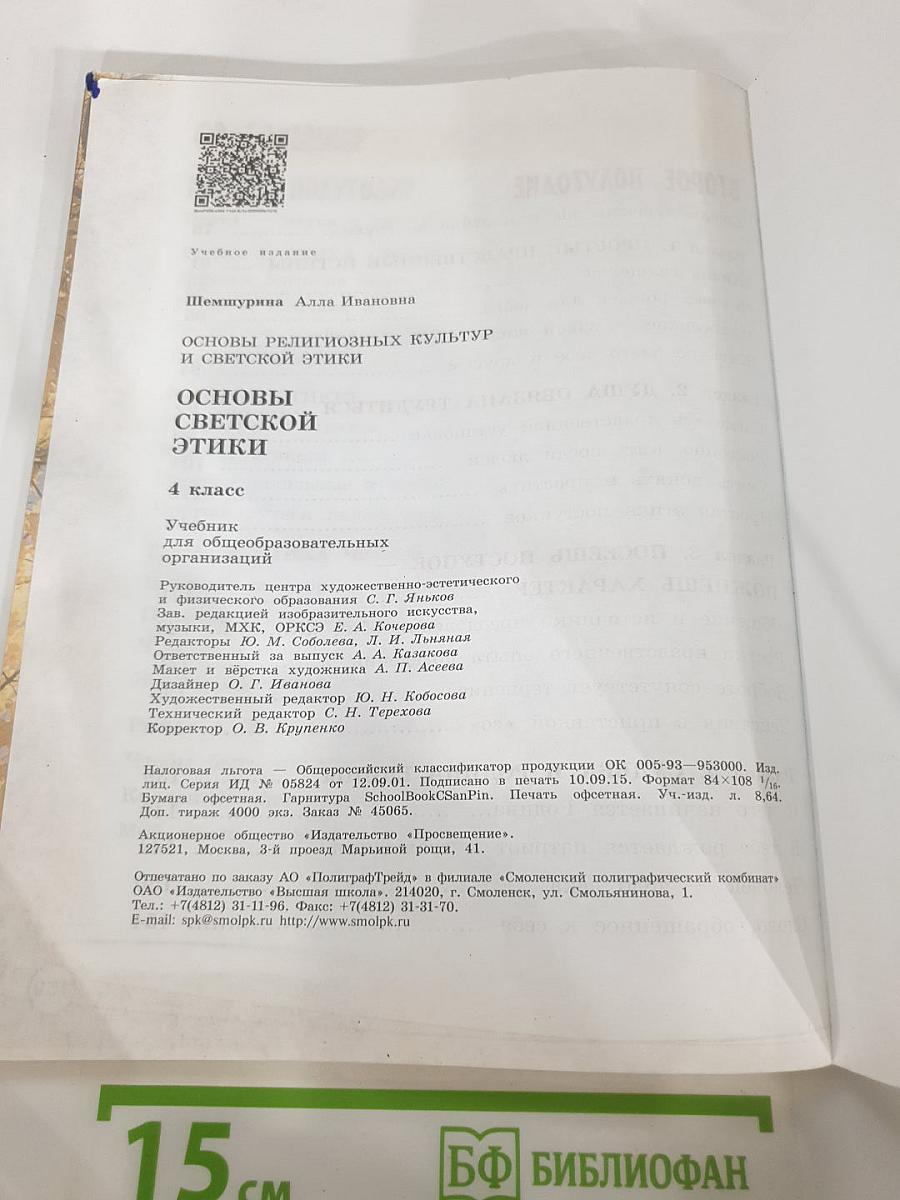 Учебное издание
Шемшурина Алла Ивановна
ОСНОВЫ РЕЛИГИОЗНЫХ КУЛЬТУР
И СВЕТСКОЙ ЭТИКИ
ОСНОВЫ
СВЕТСКОЙ
ЭТИКИ
4 класс
Учебник
для общеобразовательных
организаций
Руководитель центра художественно-эстетического
и физического образования С. Г. Яньков
Зав. редакцией изобразительного искусства,
музыки, МХК, ОРКСЭ Е. А. Кочерова
Редакторы Ю. М. Соболева, Л. И. Льняная
Ответственный за выпуск А. А. Казакова
Макет и вёрстка художника А. П. Асеева
Дизайнер О. Г. Иванова
Художественный редактор Ю. Н. Кобосова
Технический редактор С. Н. Терехова
Корректор О. В. Крупенко
Налоговая льгота — Общероссийский классификатор продукции ОК 005-93—953000. Изд.
лиц. Серия ИД № 05824 от 12.09.01. Подписано в печать 10.09.15. Формат 84×108 1/16.
Бумага офсетная. Гарнитура SchoolBookCSanPin. Печать офсетная. Уч.-изд. л. 8,64.
Доп. тираж 4000 экз. Заказ № 45065.
Акционерное общество «Издательство «Просвещение».
127521, Москва, 3-й проезд Марьиной рощи, 41.
Отпечатано по заказу АО «ПолиграфТрейд» в филиале «Смоленский полиграфический комбинат»
ОАО «Издательство «Высшая школа». 214020, г. Смоленск, ул. Смольянинова, 1.
Тел.: +7(4812) 31-11-96. Факс: +7(4812) 31-31-70.
E-mail: spk@smolpk.ru http://www.smolpk.ru
15 см
БФ БИБЛИОФАН